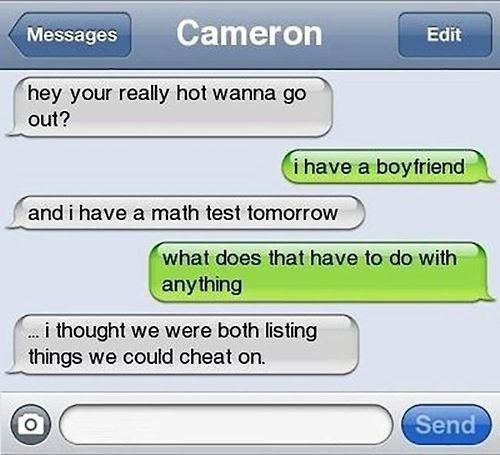 Messages Cameron Edit
hey your really hot wanna go
out?
i have a boyfriend
and i have a math test tomorrow
what does that have to do with
anything
... i thought we were both listing
things we could cheat on.
Send